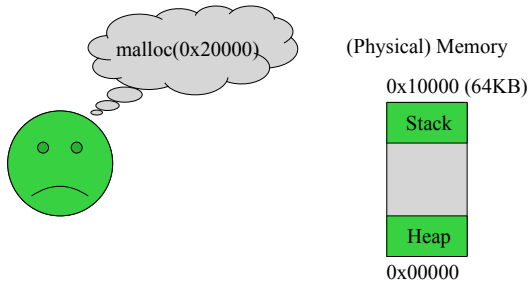 malloc(0x20000)
(Physical) Memory
0x10000 (64KB)
Stack
Heap
0x00000